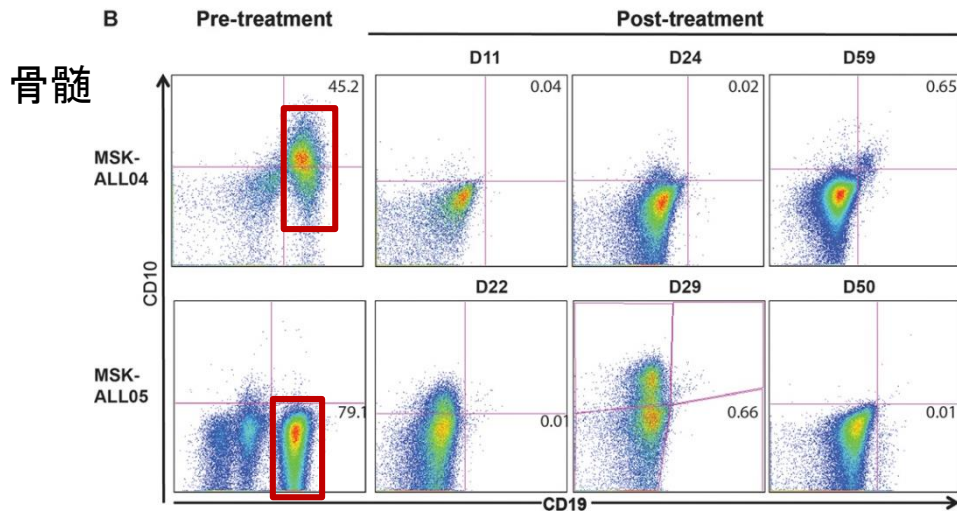 B Pre-treatment Post-treatment
D11 D24 D59
骨髄
45.2 0.04 0.02 0.65
MSK-
ALL04
CD10
D22 D29 D50
MSK-
ALL05
79.1 0.01 0.66 0.01
CD19